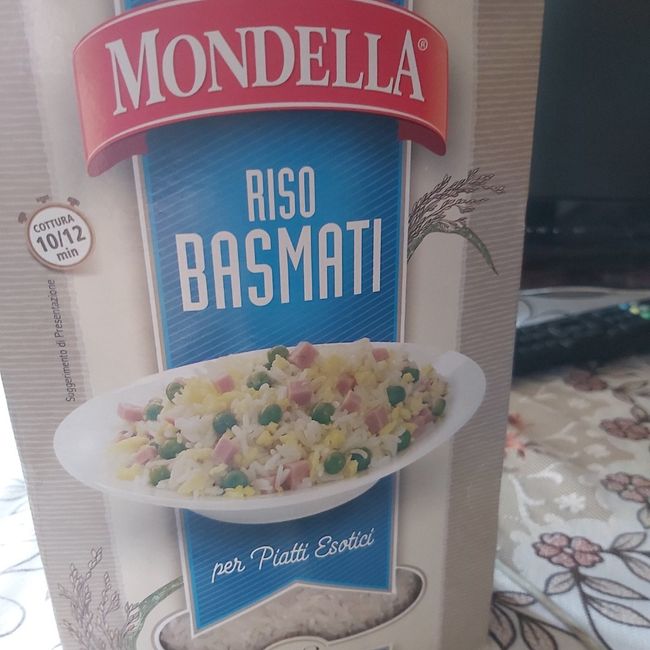 MONDELLA®
RISO
BASMATI
COTTURA
10/12
min
Suggerimento di Presentazione
per Piatti Esotici